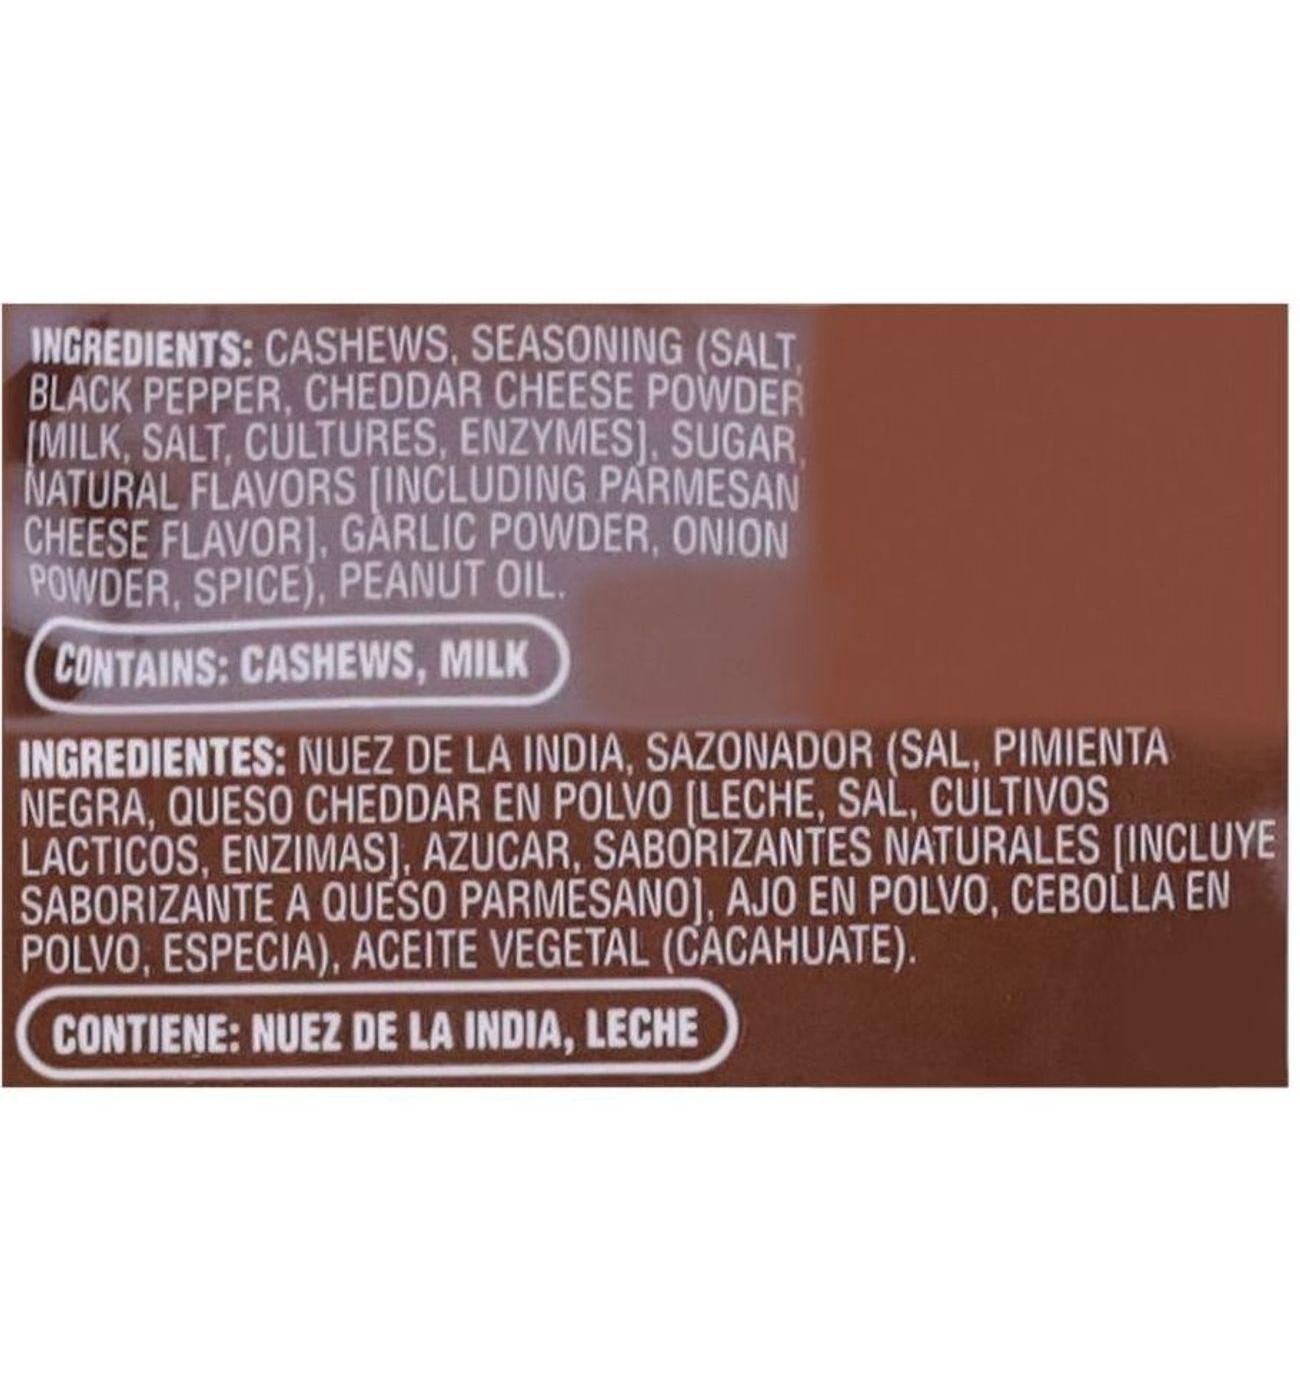 INGREDIENTS: CASHEWS, SEASONING (SALT,
BLACK PEPPER, CHEDDAR CHEESE POWDER
[MILK, SALT, CULTURES, ENZYMES], SUGAR,
NATURAL FLAVORS [INCLUDING PARMESAN
CHEESE FLAVOR], GARLIC POWDER, ONION
POWDER, SPICE), PEANUT OIL.
CONTAINS: CASHEWS, MILK
INGREDIENTES: NUEZ DE LA INDIA, SAZONADOR (SAL, PIMIENTA
NEGRA, QUESO CHEDDAR EN POLVO [LECHE, SAL, CULTIVOS
LACTICOS, ENZIMAS], AZUCAR, SABORIZANTES NATURALES [INCLUYE
SABORIZANTE A QUESO PARMESANO], AJO EN POLVO, CEBOLLA EN
POLVO, ESPECIA), ACEITE VEGETAL (CACAHUATE).
CONTIENE: NUEZ DE LA INDIA, LECHE